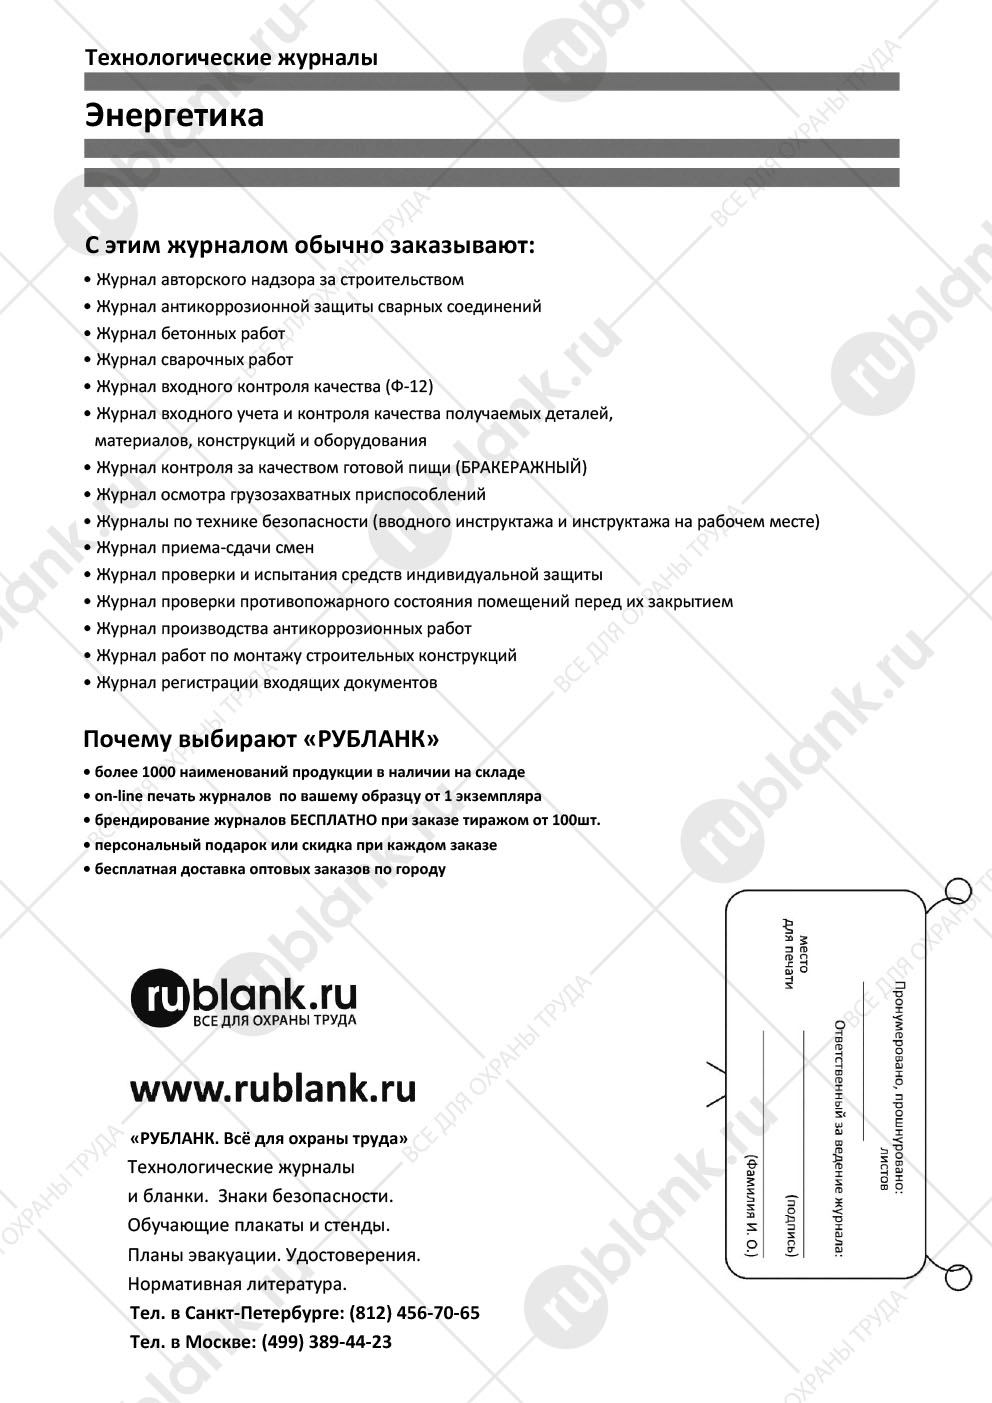 Технологические журналы
Энергетика
С этим журналом обычно заказывают:
• Журнал авторского надзора за строительством
• Журнал антикоррозионной защиты сварных соединений
• Журнал бетонных работ
• Журнал сварочных работ
• Журнал входного контроля качества (Ф-12)
• Журнал входного учета и контроля качества получаемых деталей,
материалов, конструкций и оборудования
• Журнал контроля за качеством готовой пищи (БРАКЕРАЖНЫЙ)
• Журнал осмотра грузозахватных приспособлений
• Журналы по технике безопасности (вводного инструктажа и инструктажа на рабочем месте)
• Журнал приема-сдачи смен
• Журнал проверки и испытания средств индивидуальной защиты
• Журнал проверки противопожарного состояния помещений перед их закрытием
• Журнал производства антикоррозионных работ
• Журнал работ по монтажу строительных конструкций
• Журнал регистрации входящих документов
Почему выбирают «РУБЛАНК»
• более 1000 наименований продукции в наличии на складе
• on-line печать журналов по вашему образцу от 1 экземпляра
• брендирование журналов БЕСПЛАТНО при заказе тиражом от 100шт.
• персональный подарок или скидка при каждом заказе
• бесплатная доставка оптовых заказов по городу
rublank.ru
ВСЕ ДЛЯ ОХРАНЫ ТРУДА
www.rublank.ru
«РУБЛАНК. Всё для охраны труда»
Технологические журналы
и бланки. Знаки безопасности.
Обучающие плакаты и стенды.
Планы эвакуации. Удостоверения.
Нормативная литература.
Тел. в Санкт-Петербурге: (812) 456-70-65
Тел. в Москве: (499) 389-44-23
Пронумеровано, прошнуровано:
листов
Ответственный за ведение журнала:
место
для печати
(подпись)
(Фамилия И. О.)